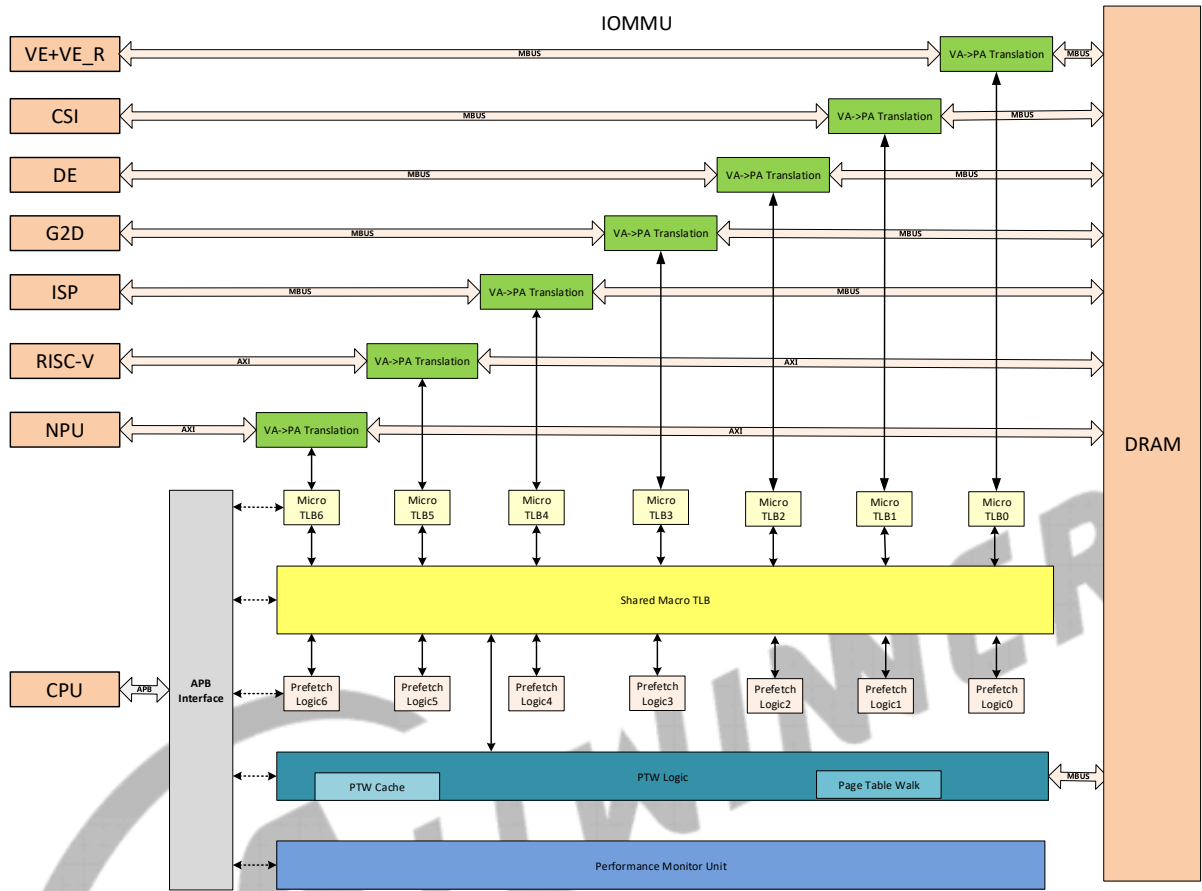 IOMMU
VE+VE_R
MBUS
VA->PA Translation
MBUS
CSI
MBUS
VA->PA Translation
MBUS
DE
MBUS
VA->PA Translation
MBUS
G2D
MBUS
VA->PA Translation
MBUS
ISP
MBUS
VA->PA Translation
MBUS
RISC-V
AXI
VA->PA Translation
AXI
NPU
AXI
VA->PA Translation
AXI
DRAM
Micro
TLB6
Micro
TLB5
Micro
TLB4
Micro
TLB3
Micro
TLB2
Micro
TLB1
Micro
TLB0
Shared Macro TLB
CPU
APB
APB
Interface
Prefetch
Logic6
Prefetch
Logic5
Prefetch
Logic4
Prefetch
Logic3
Prefetch
Logic2
Prefetch
Logic1
Prefetch
Logic0
PTW Logic
PTW Cache
Page Table Walk
MBUS
Performance Monitor Unit